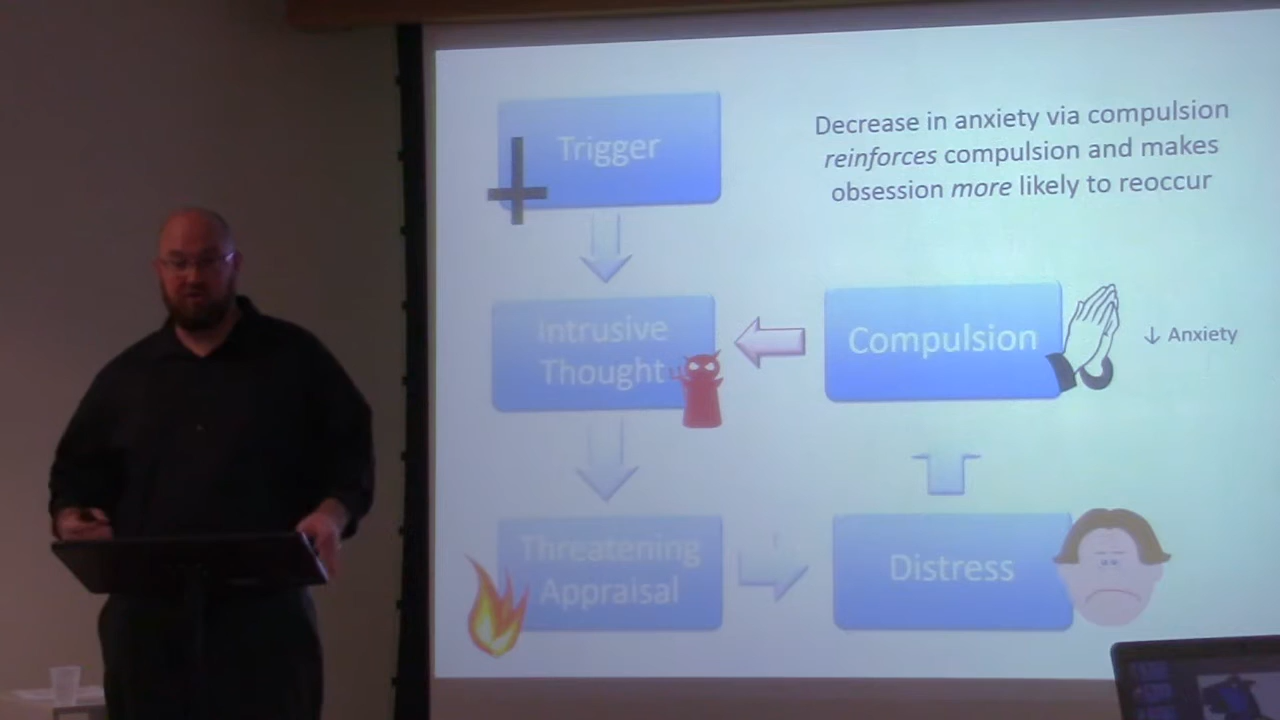 Trigger
Decrease in anxiety via compulsion
reinforces compulsion and makes
obsession more likely to reoccur
Intrusive
Thought
Compulsion
↓ Anxiety
Threatening
Appraisal
Distress